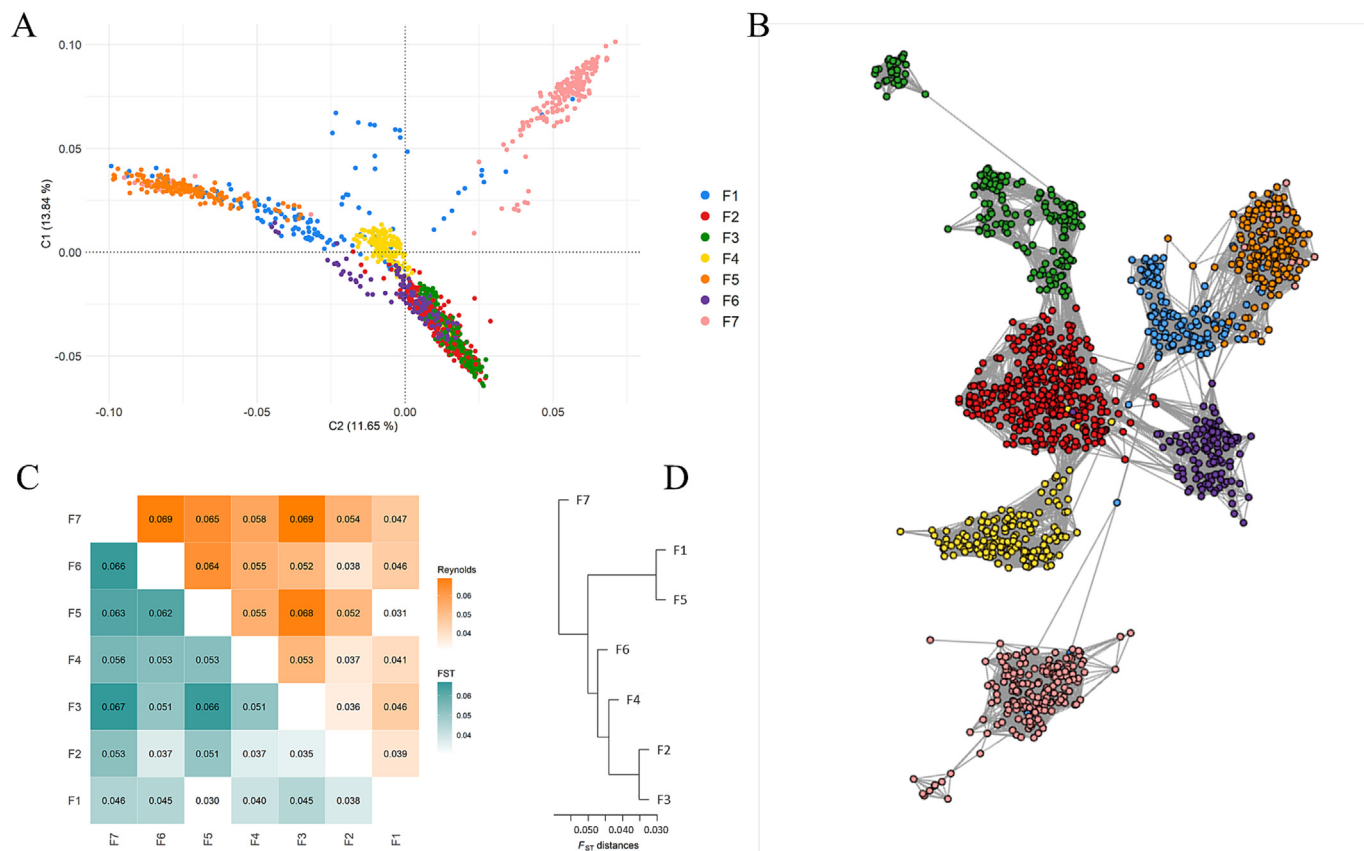 A
B
0.10
0.05
0.00
-0.05
C1 (13.84 %)
-0.10
-0.05
0.00
0.05
C2 (11.65 %)
F1
F2
F3
F4
F5
F6
F7
C
D
F7
0.069
0.065
0.058
0.069
0.054
0.047
F6
0.066
0.064
0.055
0.052
0.038
0.046
F5
0.063
0.062
0.055
0.068
0.052
0.031
F4
0.056
0.053
0.053
0.053
0.037
0.041
F3
0.067
0.051
0.066
0.051
0.036
0.046
F2
0.053
0.037
0.051
0.037
0.035
0.039
F1
0.046
0.045
0.030
0.040
0.045
0.038
F7
F6
F5
F4
F3
F2
F1
Reynolds
0.06
0.05
0.04
FST
0.06
0.05
0.04
F7
F1
F5
F6
F4
F2
F3
0.050
0.040
0.030
FST distances